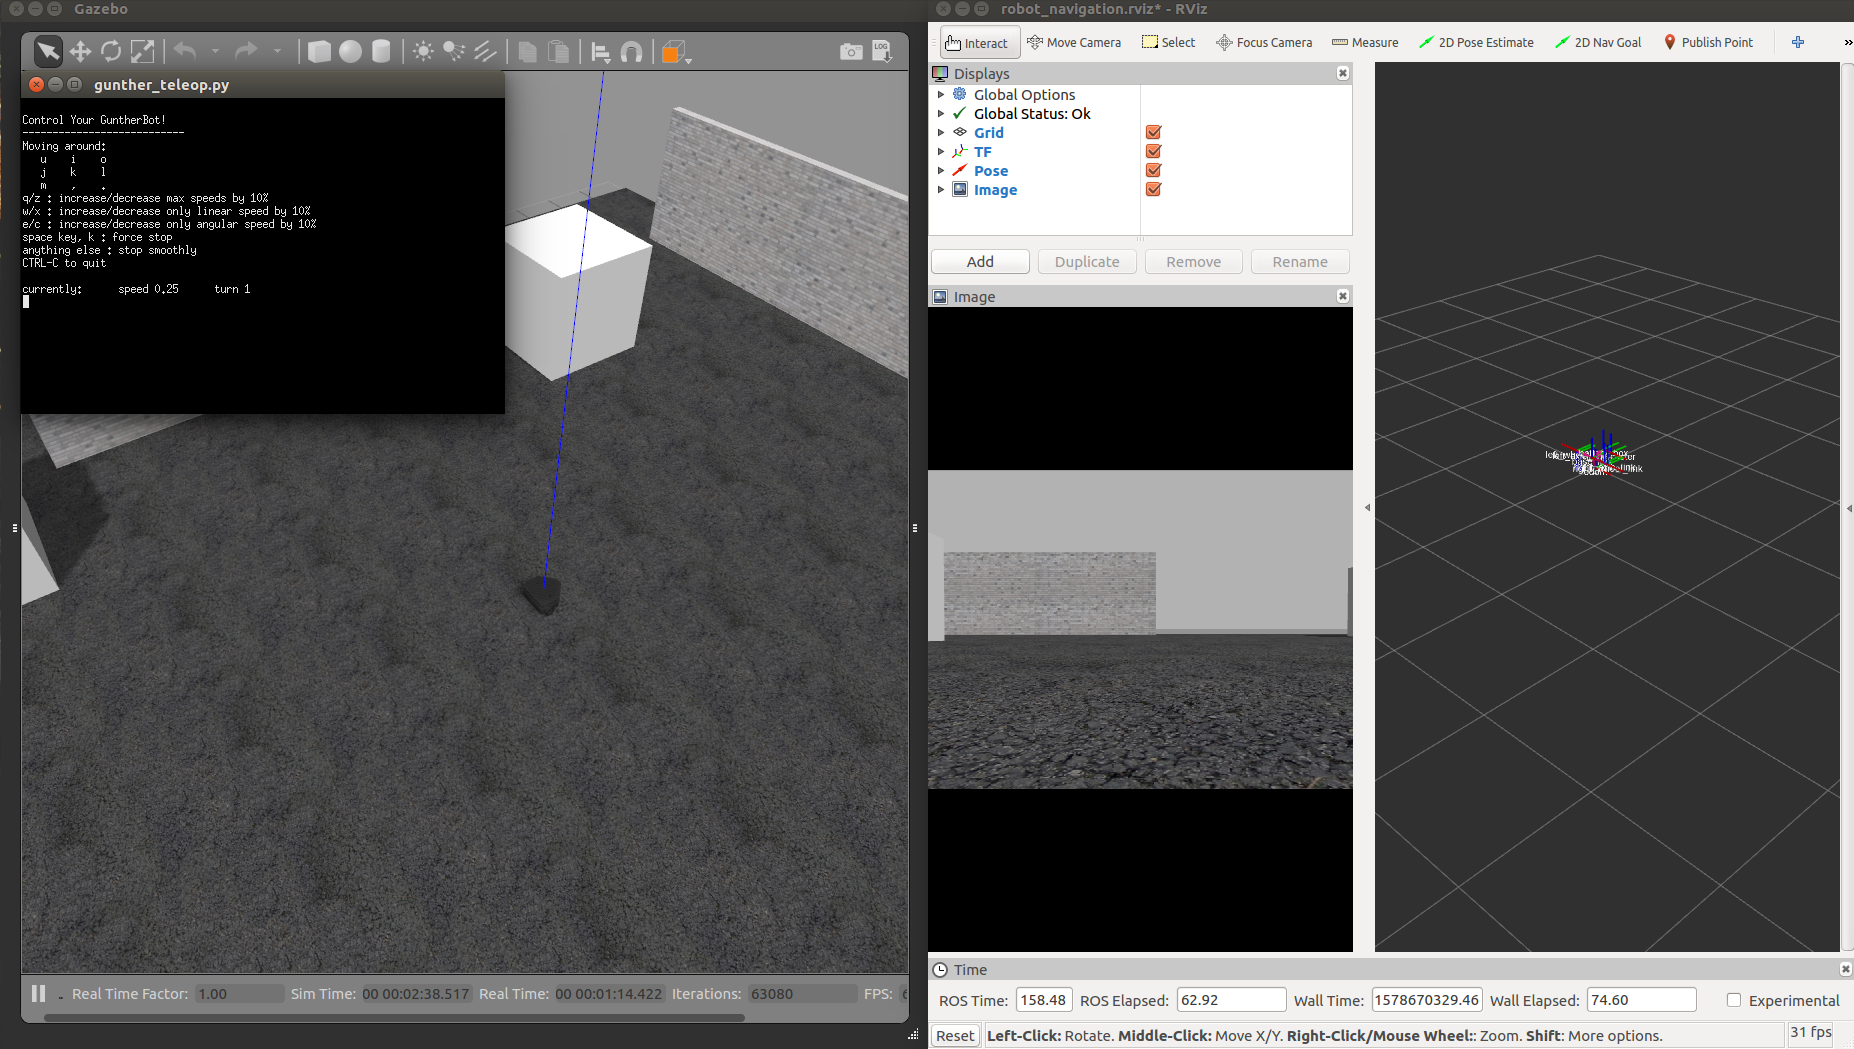 Gazebo
LOG
gunther_teleop.py
Control Your GuntherBot!
---------------------------
Moving around:
u i o
j k l
m , .
q/z : increase/decrease max speeds by 10%
w/x : increase/decrease only linear speed by 10%
e/c : increase/decrease only angular speed by 10%
space key, k : force stop
anything else : stop smoothly
CTRL-C to quit
currently: speed 0.25 turn 1
Real Time Factor: 1.00 Sim Time: 00 00:02:38.517 Real Time: 00 00:01:14.422 Iterations: 63080 FPS:
robot_navigation.rviz* - RViz
Interact Move Camera Select Focus Camera Measure 2D Pose Estimate 2D Nav Goal Publish Point »
Displays
Global Options
Global Status: Ok
Grid
TF
Pose
Image
Add Duplicate Remove Rename
Image
Time
ROS Time: 158.48 ROS Elapsed: 62.92 Wall Time: 1578670329.46 Wall Elapsed: 74.60 Experimental
Reset Left-Click: Rotate. Middle-Click: Move X/Y. Right-Click/Mouse Wheel:: Zoom. Shift: More options. 31 fps